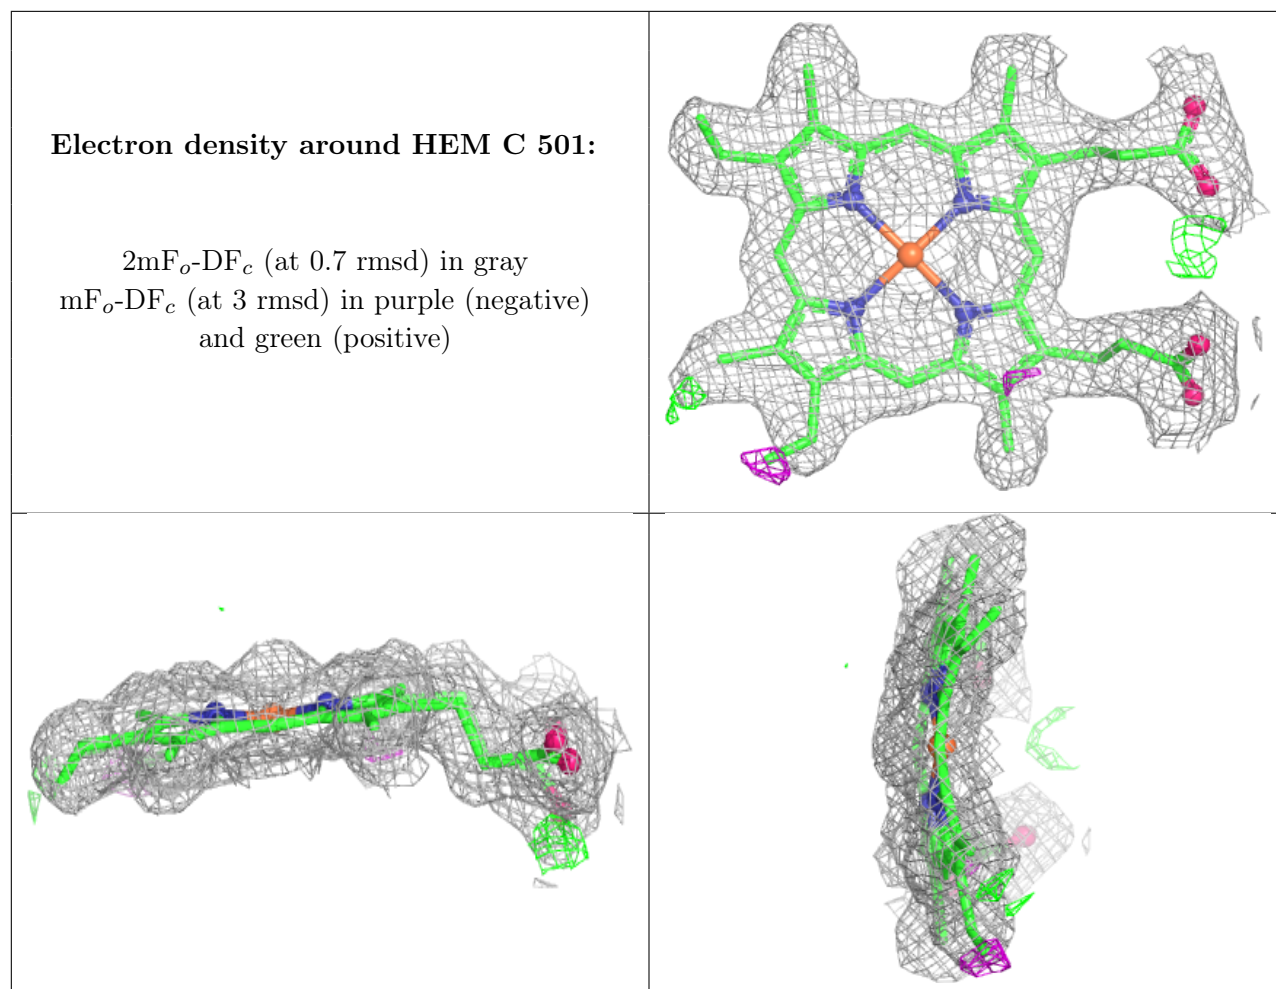 Electron density around HEM C 501:
2mFo-DFc (at 0.7 rmsd) in gray
mFo-DFc (at 3 rmsd) in purple (negative)
and green (positive)